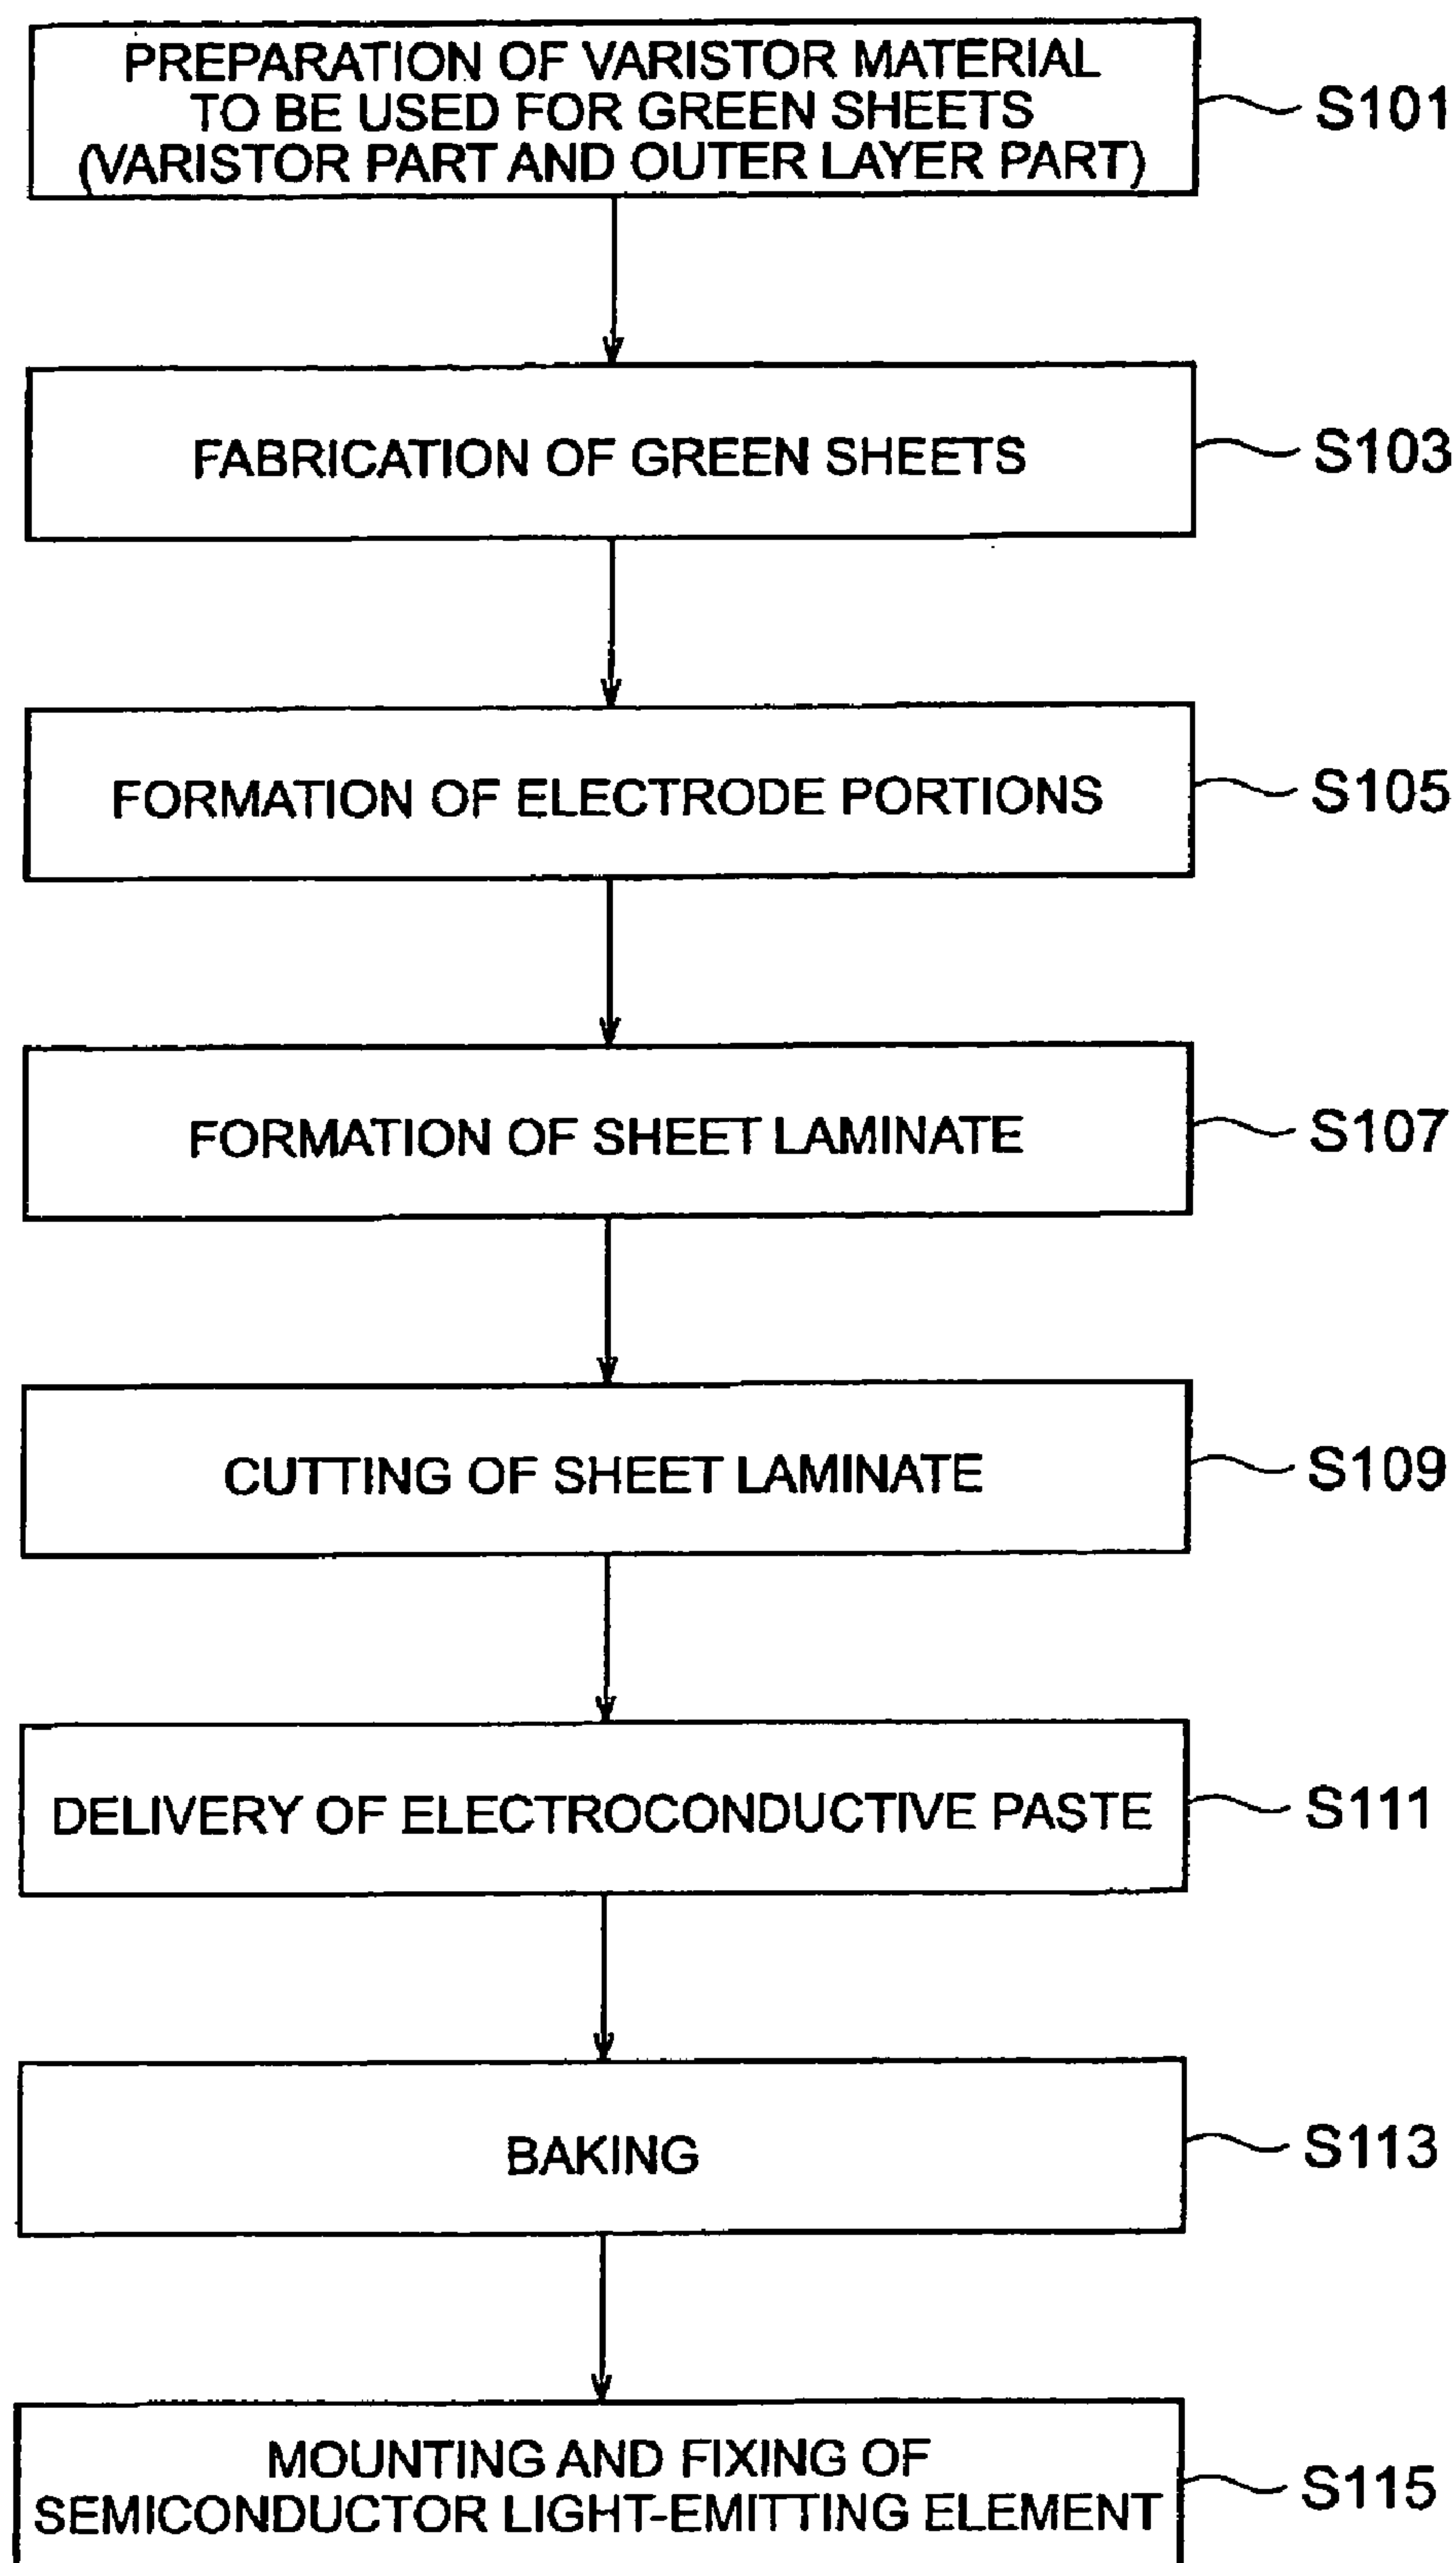 PREPARATION OF VARISTOR MATERIAL
TO BE USED FOR GREEN SHEETS
(VARISTOR PART AND OUTER LAYER PART)
S101
FABRICATION OF GREEN SHEETS
S103
FORMATION OF ELECTRODE PORTIONS
S105
FORMATION OF SHEET LAMINATE
S107
CUTTING OF SHEET LAMINATE
S109
DELIVERY OF ELECTROCONDUCTIVE PASTE
S111
BAKING
S113
MOUNTING AND FIXING OF
SEMICONDUCTOR LIGHT-EMITTING ELEMENT
S115